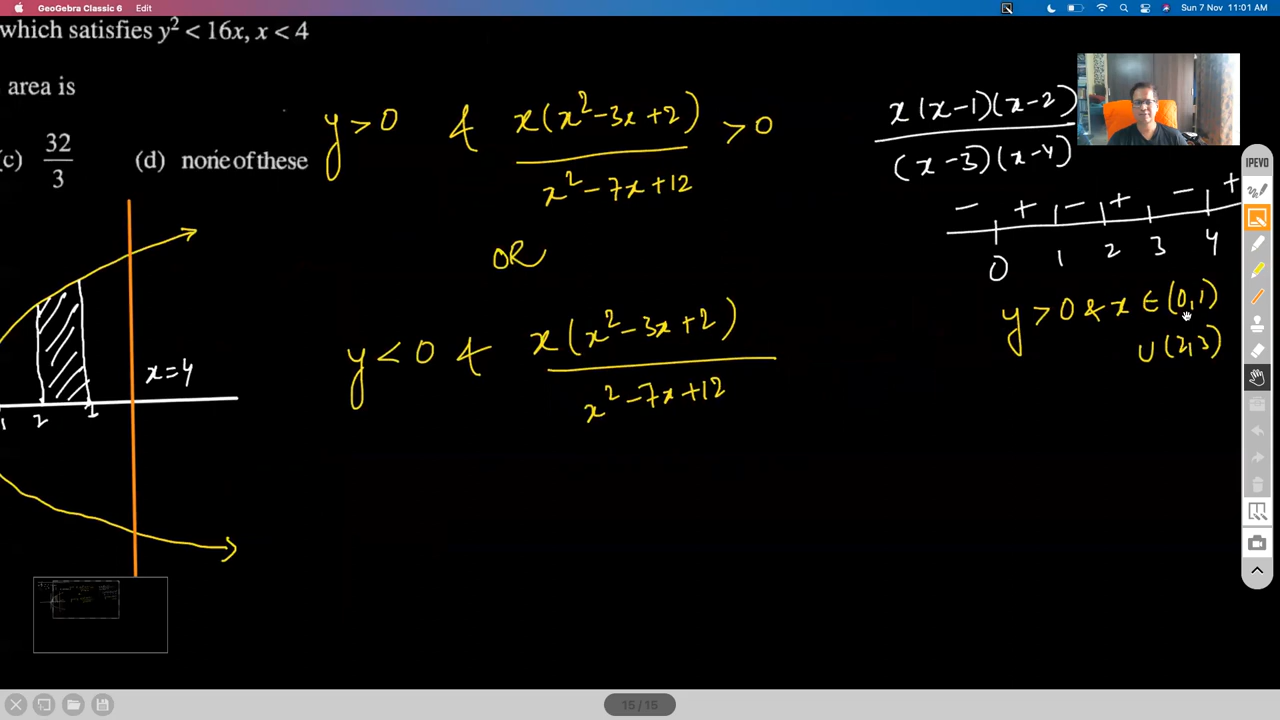 GeoGebra Classic 6 Edit Sun 7 Nov 11:01 AM
which satisfies y² < 16x, x < 4
area is
(c) 32/3 (d) none of these
x=4
1 2 3
y > 0 & x(x²-3x+2)/x²-7x+12 > 0
OR
y < 0 & x(x²-3x+2)/x²-7x+12
x(x-1)(x-2)/(x-3)(x-4)
- + - + - +
0 1 2 3 4
y > 0 & x ∈ (0,1)
∪ (2,3)
IPEVO
15 / 15